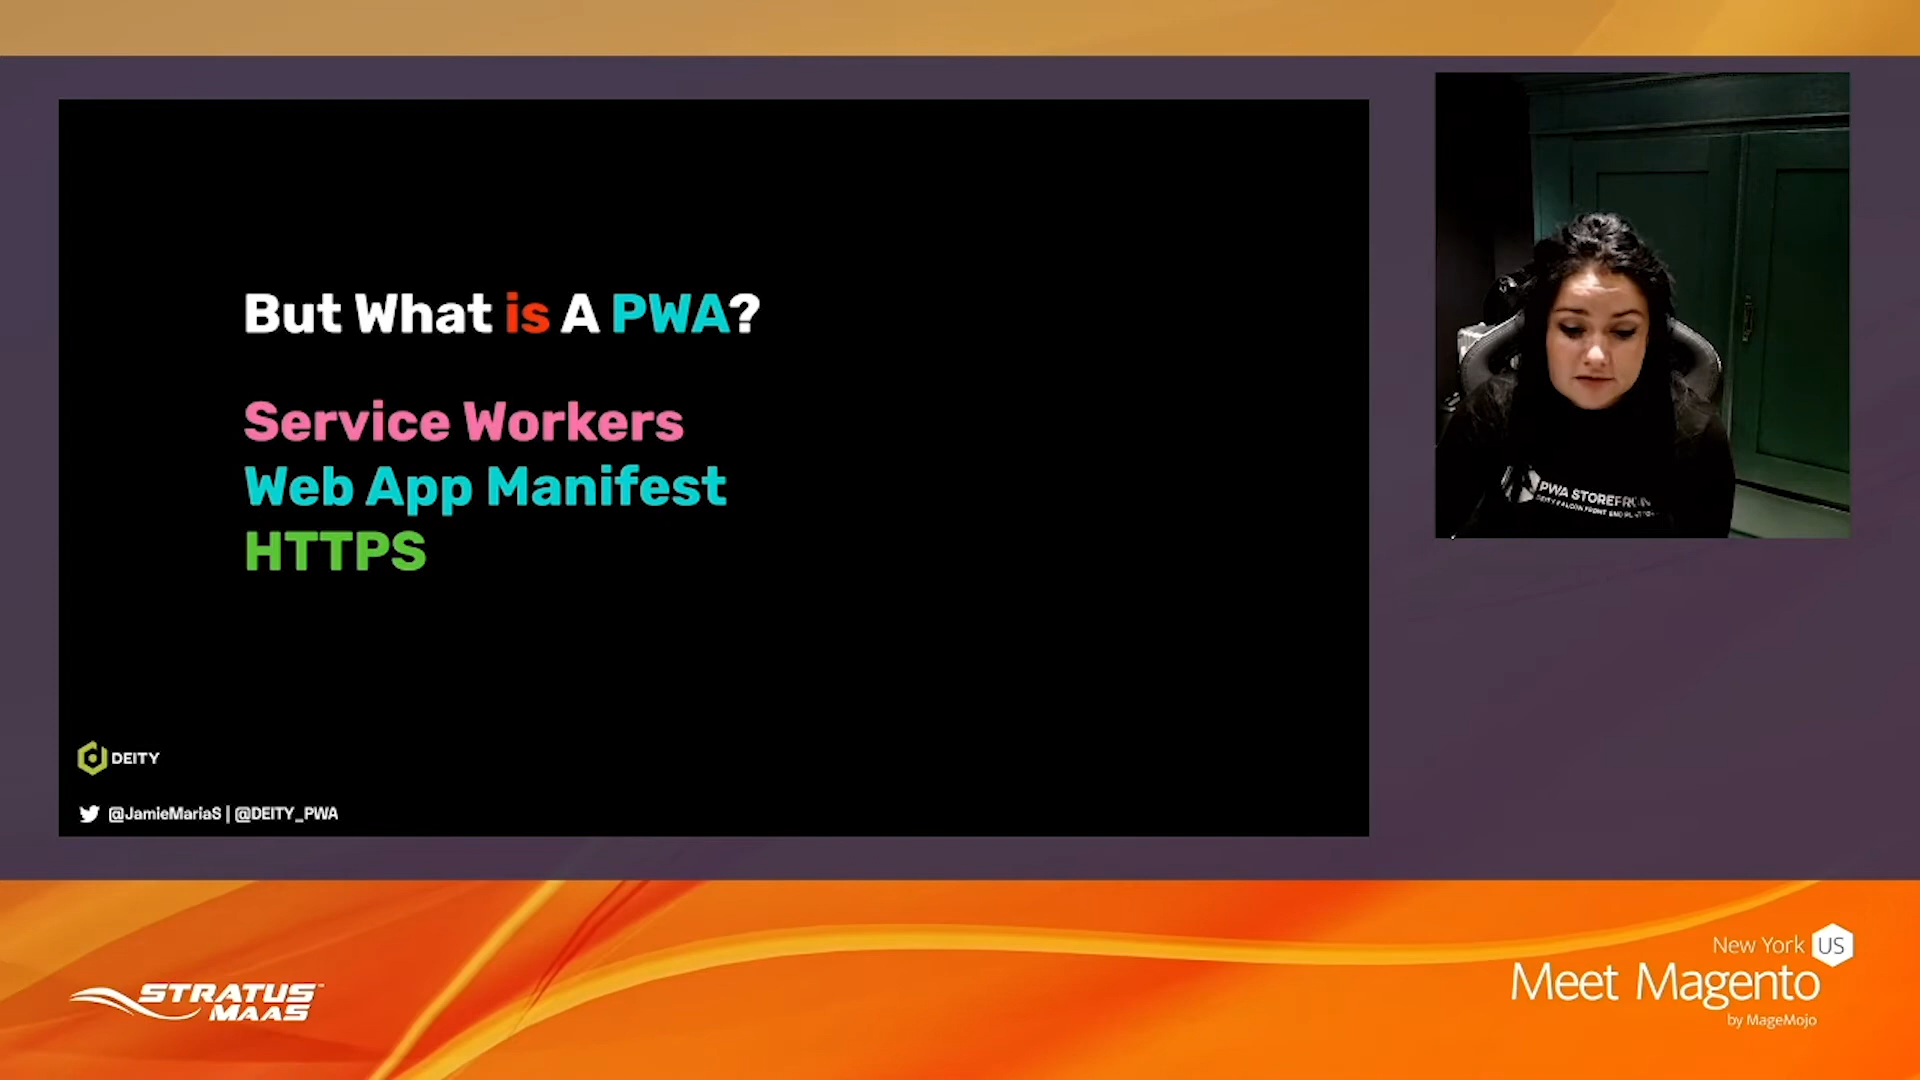 But What is A PWA?
Service Workers
Web App Manifest
HTTPS
DEITY
@JamieMariaS | @DEITY_PWA
PWA STOREFRON
STRATUS
MAAS
New York US
Meet Magento
by MageMojo